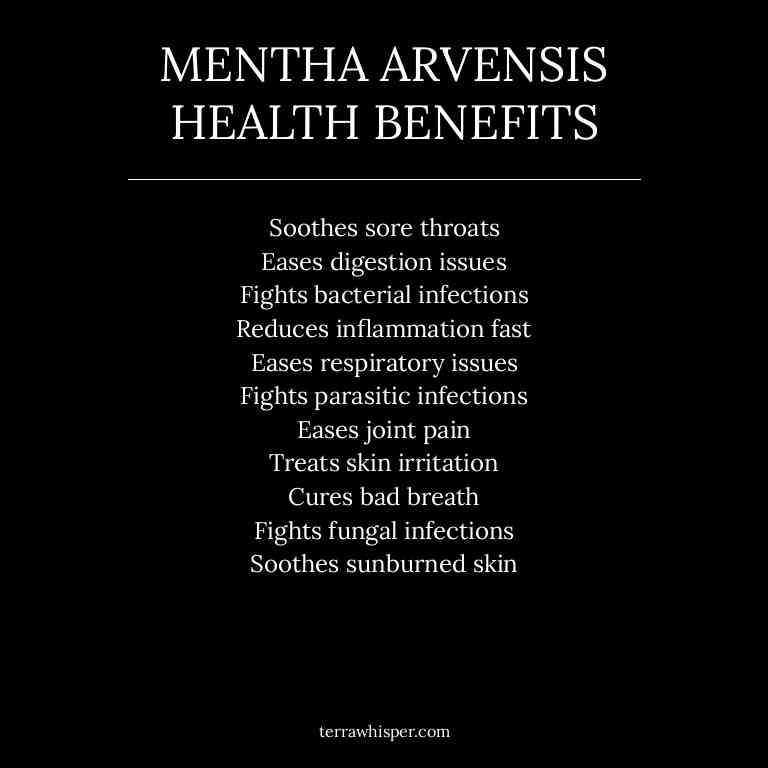 MENTHA ARVENSIS
HEALTH BENEFITS
Soothes sore throats
Eases digestion issues
Fights bacterial infections
Reduces inflammation fast
Eases respiratory issues
Fights parasitic infections
Eases joint pain
Treats skin irritation
Cures bad breath
Fights fungal infections
Soothes sunburned skin
terrawhisper.com